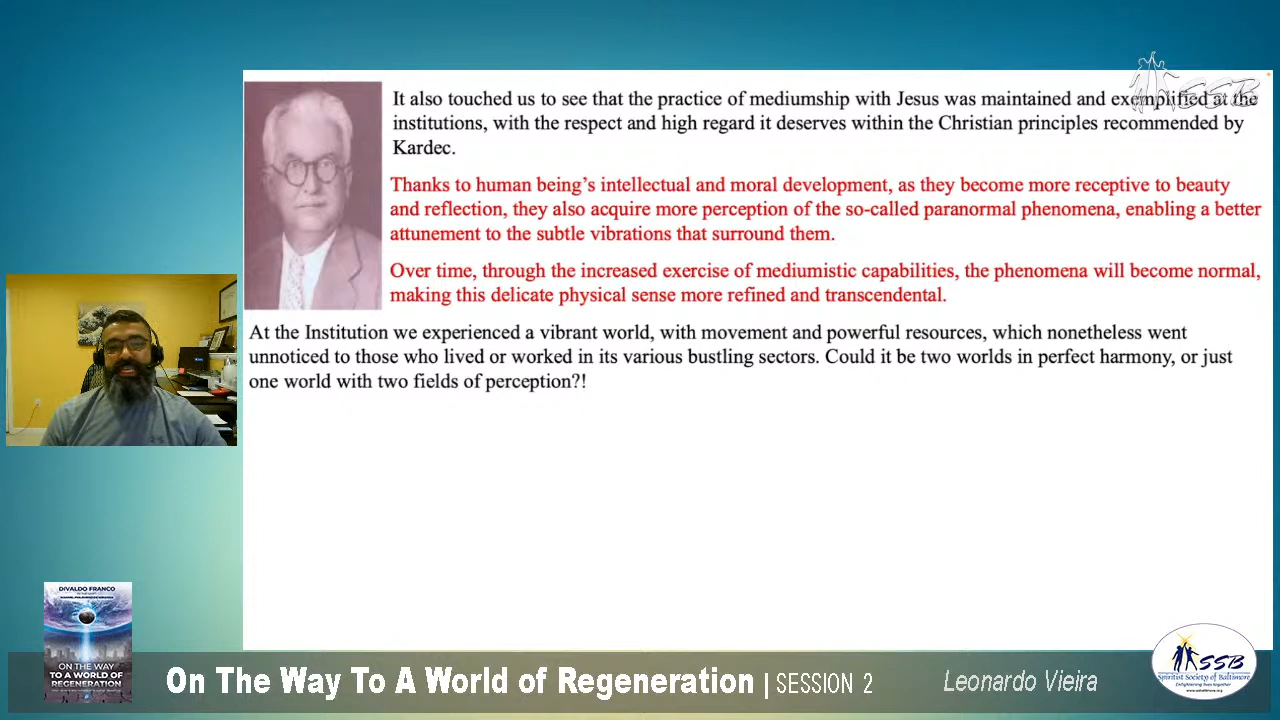 SSB
It also touched us to see that the practice of mediumship with Jesus was maintained and exemplified at the
institutions, with the respect and high regard it deserves within the Christian principles recommended by
Kardec.
Thanks to human being's intellectual and moral development, as they become more receptive to beauty
and reflection, they also acquire more perception of the so-called paranormal phenomena, enabling a better
attunement to the subtle vibrations that surround them.
Over time, through the increased exercise of mediumistic capabilities, the phenomena will become normal,
making this delicate physical sense more refined and transcendental.
At the Institution we experienced a vibrant world, with movement and powerful resources, which nonetheless went
unnoticed to those who lived or worked in its various bustling sectors. Could it be two worlds in perfect harmony, or just
one world with two fields of perception?!
DIVALDO FRANCO
ON THE WAY
TO A WORLD OF
REGENERATION
On The Way To A World of Regeneration | SESSION 2
Leonardo Vieira
SSB
Spiritist Society of Baltimore
Enlightening lives together